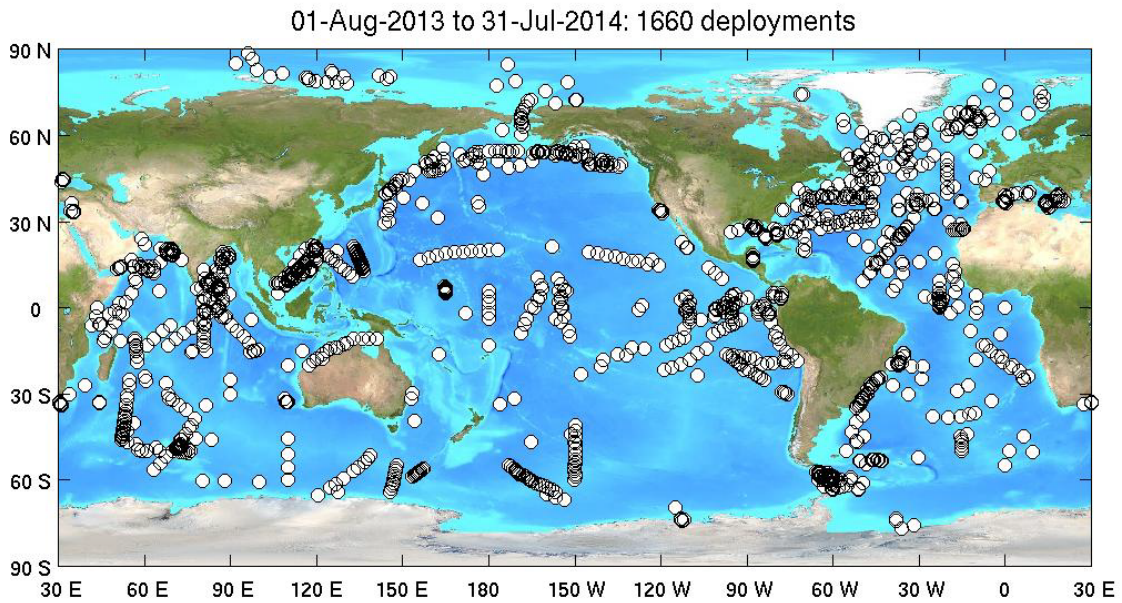 01-Aug-2013 to 31-Jul-2014: 1660 deployments
90 N
60 N
30 N
0
30 S
60 S
90 S
30 E 60 E 90 E 120 E 150 E 180 150 W 120 W 90 W 60 W 30 W 0 30 E